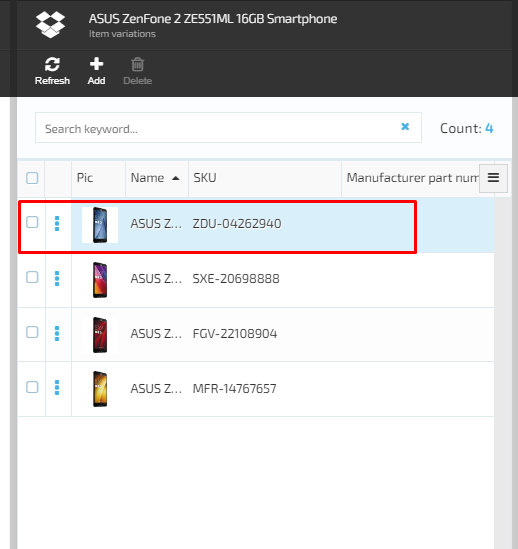 ASUS ZenFone 2 ZE551ML 16GB Smartphone
Item variations
Refresh Add Delete
Search keyword... Count: 4
Pic Name SKU Manufacturer part num
ASUS Z... ZDU-04262940
ASUS Z... SXE-20698888
ASUS Z... FGV-22108904
ASUS Z... MFR-14767657